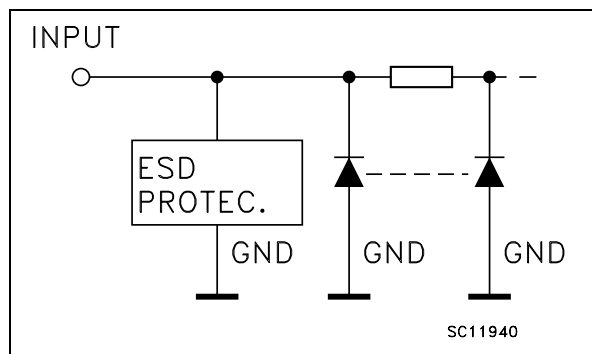 INPUT
ESD
PROTEC.
GND GND GND
SC11940